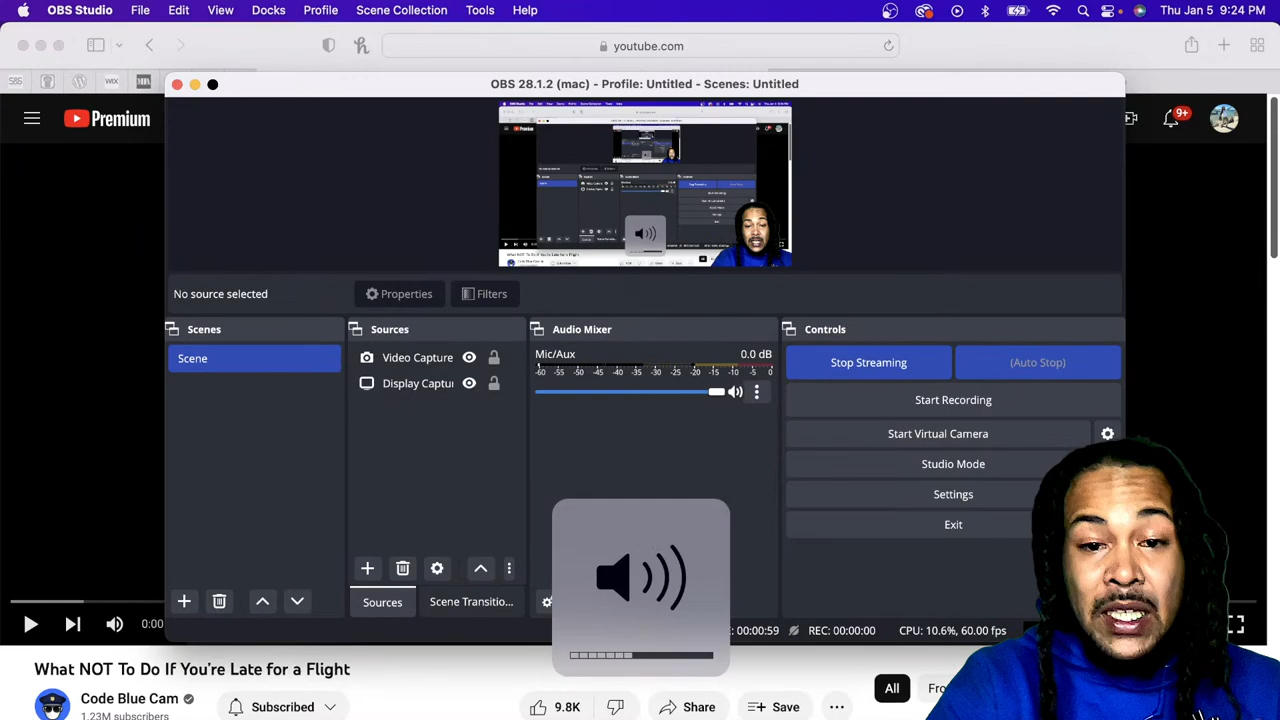 OBS Studio File Edit View Docks Profile Scene Collection Tools Help Thu Jan 5 9:24 PM
youtube.com
OBS 28.1.2 (mac) - Profile: Untitled - Scenes: Untitled
Premium
9+
No source selected Properties Filters
Scenes Sources Audio Mixer Controls
Scene
Video Capture
Display Captu
Mic/Aux 0.0 dB
-60 -55 -50 -45 -40 -35 -30 -25 -20 -15 -10 -5 0
Stop Streaming (Auto Stop)
Start Recording
Start Virtual Camera
Studio Mode
Settings
Exit
Sources Scene Transitio...
0:00
: 00:00:59 REC: 00:00:00 CPU: 10.6%, 60.00 fps
What NOT To Do If You're Late for a Flight
Code Blue Cam
1.23M subscribers
Subscribed
9.8K Share Save ...
All Fro